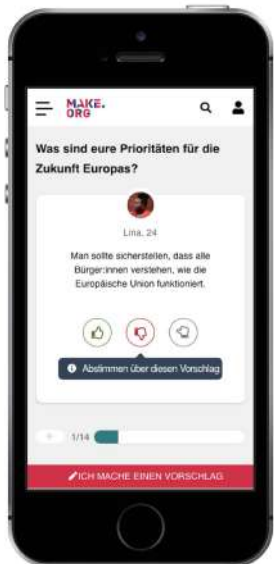 MAKE.
ORG
Was sind eure Prioritäten für die
Zukunft Europas?
Lina, 24
Man sollte sicherstellen, dass alle
Bürger:innen verstehen, wie die
Europäische Union funktioniert.
Abstimmen über diesen Vorschlag
1/14
ICH MACHE EINEN VORSCHLAG